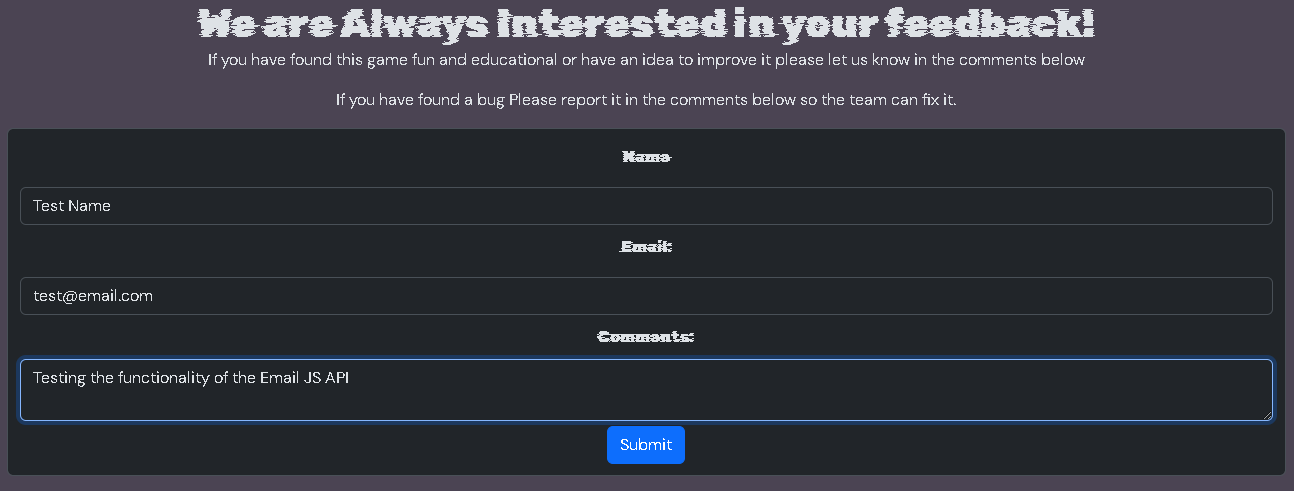 We are Always interested in your feedback!
If you have found this game fun and educational or have an idea to improve it please let us know in the comments below
If you have found a bug Please report it in the comments below so the team can fix it.
Name
Test Name
Email:
test@email.com
Comments:
Testing the functionality of the Email JS API
Submit